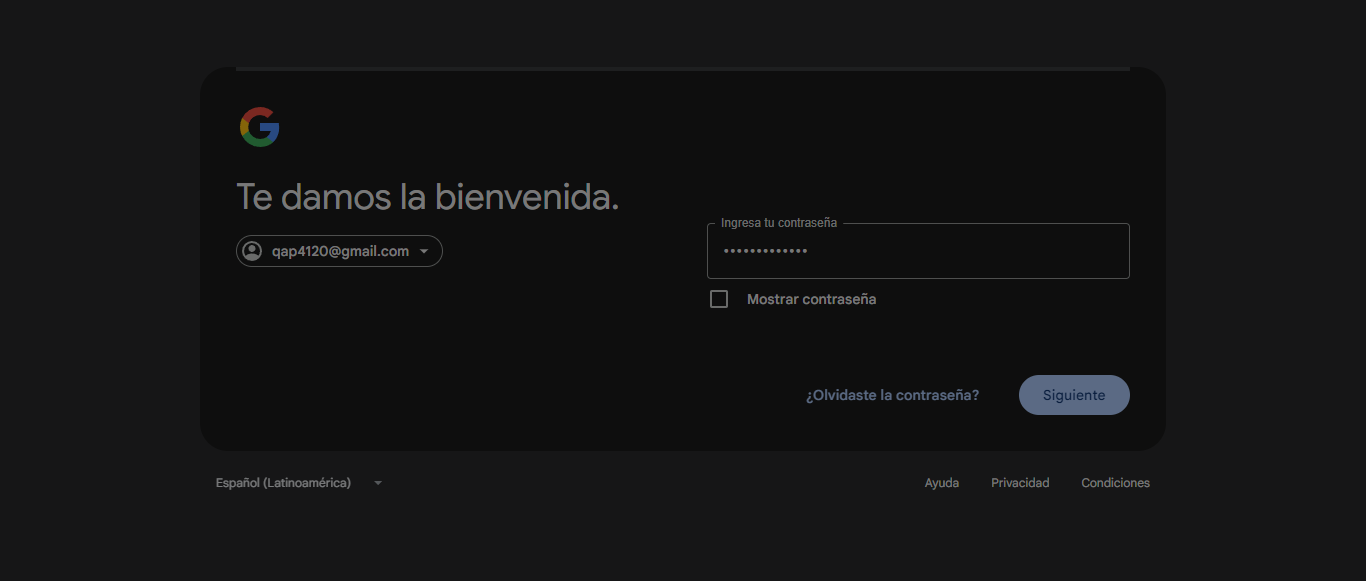 Te damos la bienvenida.
qap4120@gmail.com
Ingresa tu contraseña
•••••••••••••
Mostrar contraseña
¿Olvidaste la contraseña?
Siguiente
Español (Latinoamérica)
Ayuda
Privacidad
Condiciones